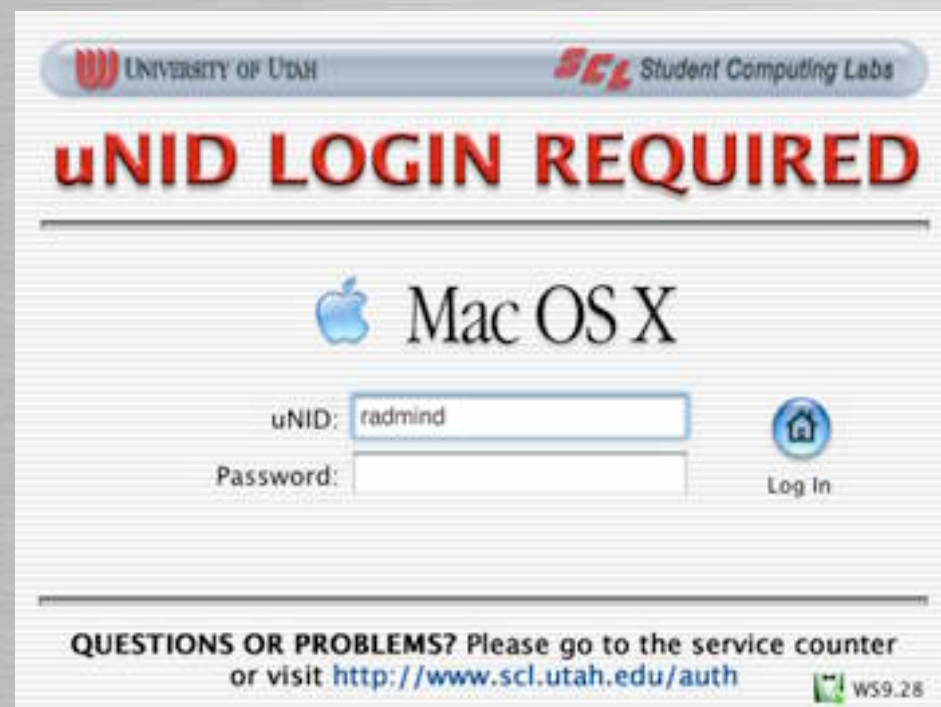 UNIVERSITY OF UTAH SCL Student Computing Labs
uNID LOGIN REQUIRED
Mac OS X
uNID: radmind
Password:
Log In
QUESTIONS OR PROBLEMS? Please go to the service counter
or visit http://www.scl.utah.edu/auth
WS9.28